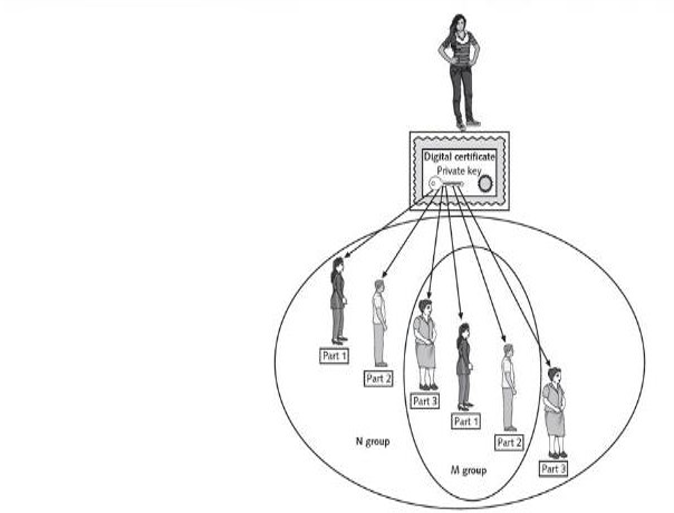 Digital certificate
Private key
Part 1
Part 2
Part 3
Part 1
Part 2
Part 3
N group
M group